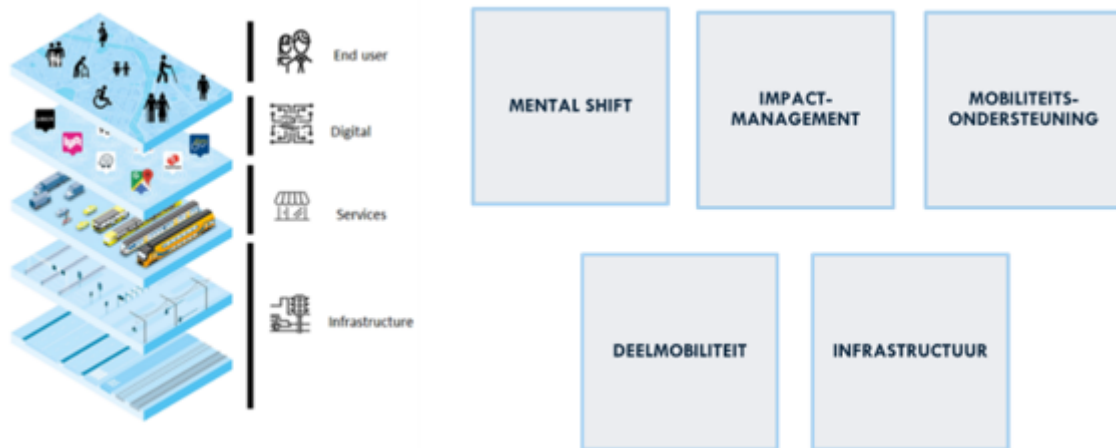 End user
Digital
Services
Infrastructure
MENTAL SHIFT
IMPACT-
MANAGEMENT
MOBILITEITS-
ONDERSTEUNING
DEELMOBILITEIT
INFRASTRUCTUUR